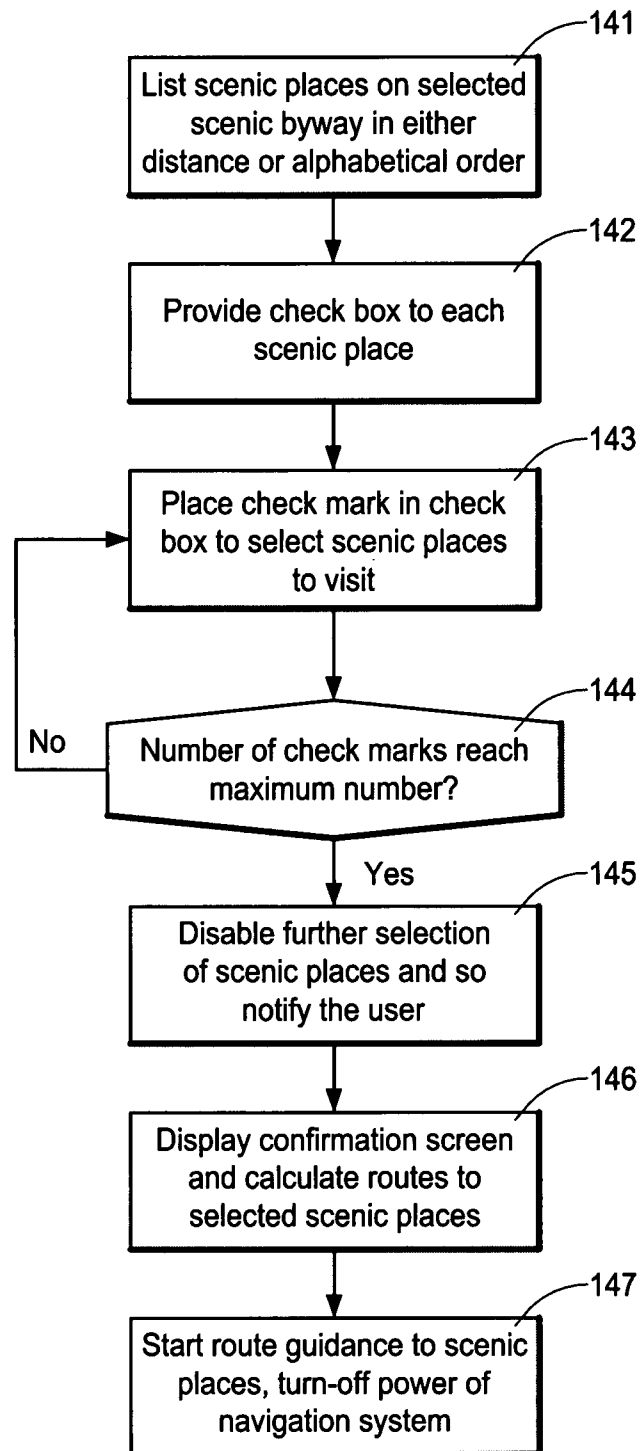 141
List scenic places on selected
scenic byway in either
distance or alphabetical order
142
Provide check box to each
scenic place
143
Place check mark in check
box to select scenic places
to visit
144
No
Number of check marks reach
maximum number?
Yes
145
Disable further selection
of scenic places and so
notify the user
146
Display confirmation screen
and calculate routes to
selected scenic places
147
Start route guidance to scenic
places, turn-off power of
navigation system